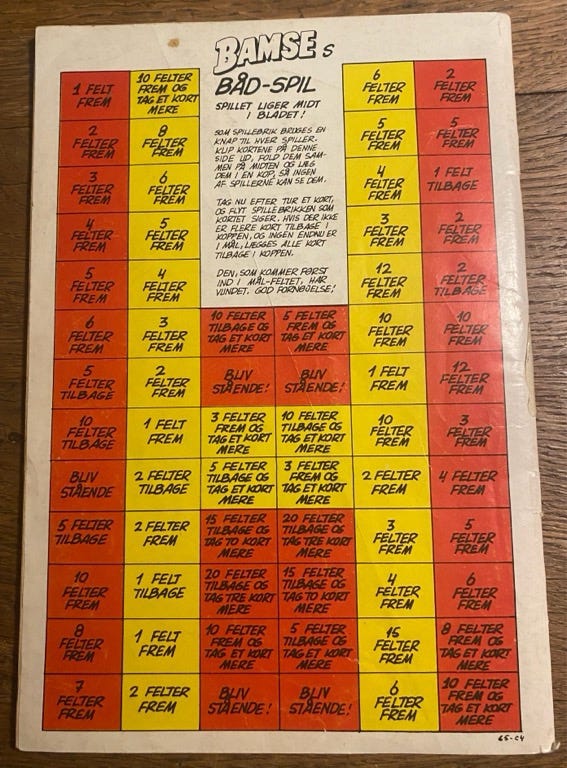 BAMSES
BÅD-SPIL
SPILLET LIGER MIDT
I BLADET!
SOM SPILLEBRIK BRUGES EN
KNAP TIL HVER SPILLER.
KLIP KORTENE PÅ DENNE
SIDE UD, FOLD DEM SAM-
MEN PÅ MIDTEN OG LÆG
DEM I EN KOP, SÅ INGEN
AF SPILLERNE KAN SE DEM.
TAG NU EFTER TUR ET KORT,
OG FLYT SPILLEBRIKKEN SOM
KORTET SIGER. HVIS DER IKKE
ER FLERE KORT TILBAGE I
KOPPEN, OG INGEN ENDNU ER
I MÅL, LÆGGES ALLE KORT
TILBAGE I KOPPEN.
DEN, SOM KOMMER FØRST
IND I MÅL-FELTET, HAR
VUNDET. GOD FORNØJELSE!
1 FELT
FREM
10 FELTER
FREM OG
TAG ET KORT
MERE
6
FELTER
FREM
2
FELTER
FREM
2
FELTER
FREM
8
FELTER
FREM
5
FELTER
FREM
5
FELTER
FREM
3
FELTER
FREM
6
FELTER
FREM
4
FELTER
FREM
1 FELT
TILBAGE
4
FELTER
FREM
5
FELTER
FREM
3
FELTER
FREM
2
FELTER
FREM
5
FELTER
FREM
4
FELTER
FREM
12
FELTER
FREM
2
FELTER
TILBAGE
6
FELTER
FREM
3
FELTER
FREM
10 FELTER
TILBAGE OG
TAG ET KORT
MERE
5 FELTER
FREM OG
TAG ET KORT
MERE
10
FELTER
FREM
10
FELTER
FREM
5
FELTER
TILBAGE
2
FELTER
FREM
BLIV
STÅENDE!
BLIV
STÅENDE!
1 FELT
FREM
12
FELTER
FREM
10
FELTER
TILBAGE
1 FELT
FREM
3 FELTER
FREM OG
TAG ET KORT
MERE
10 FELTER
FREM OG
TAG ET KORT
MERE
10
FELTER
FREM
3
FELTER
FREM
BLIV
STÅENDE
2 FELTER
TILBAGE
5 FELTER
TILBAGE OG
TAG ET KORT
MERE
3 FELTER
FREM OG
TAG ET KORT
MERE
2 FELTER
FREM
4 FELTER
FREM
5 FELTER
TILBAGE
2 FELTER
FREM
15 FELTER
TILBAGE OG
TAG TO KORT
MERE
20 FELTER
TILBAGE OG
TAG TRE KORT
MERE
3
FELTER
FREM
5
FELTER
FREM
10
FELTER
FREM
1 FELT
TILBAGE
20 FELTER
TILBAGE OG
TAG TRE KORT
MERE
15 FELTER
TILBAGE OG
TAG TO KORT
MERE
4
FELTER
FREM
6
FELTER
FREM
8
FELTER
FREM
1 FELT
FREM
10 FELTER
FREM OG
TAG ET KORT
MERE
5 FELTER
TILBAGE OG
TAG ET KORT
MERE
15
FELTER
FREM
8 FELTER
FREM OG
TAG ET KORT
MERE
7
FELTER
FREM
2 FELTER
FREM
BLIV
STÅENDE!
BLIV
STÅENDE!
6
FELTER
FREM
10 FELTER
FREM OG
TAG ET KORT
MERE
65-C4